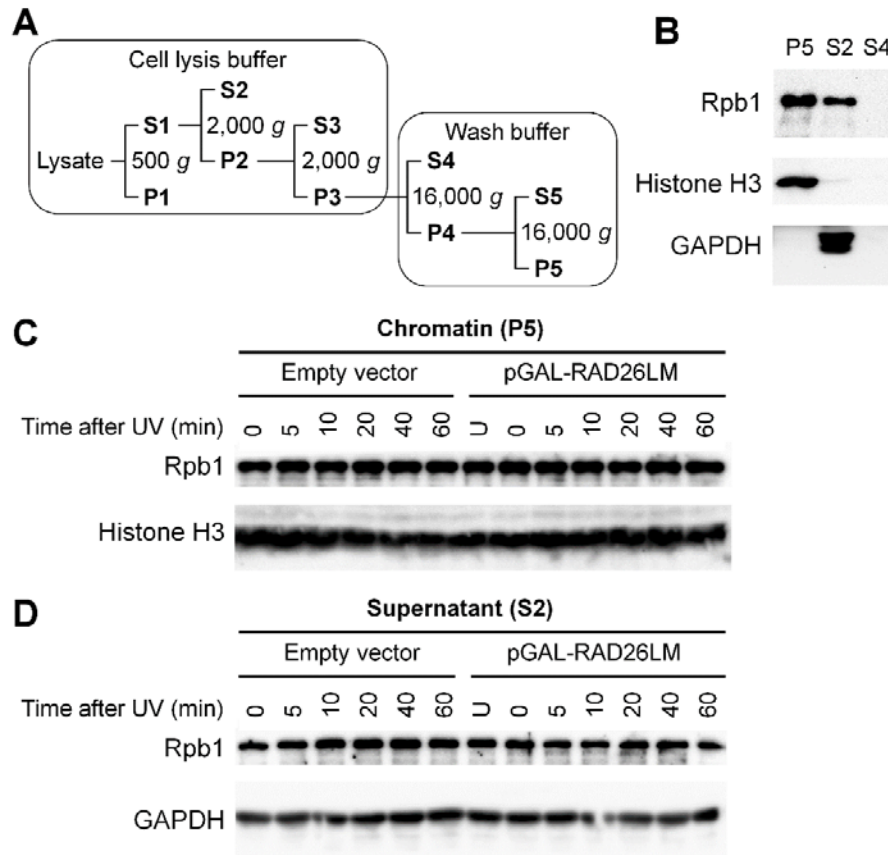 A
Cell lysis buffer
S2
S1 2,000 g S3
Lysate 500 g P2 2,000 g
P1 P3
Wash buffer
S4
16,000 g S5
P4 16,000 g
P5
B
P5 S2 S4
Rpb1
Histone H3
GAPDH
C
Chromatin (P5)
Empty vector pGAL-RAD26LM
Time after UV (min) 0 5 10 20 40 60 U 0 5 10 20 40 60
Rpb1
Histone H3
D
Supernatant (S2)
Empty vector pGAL-RAD26LM
Time after UV (min) 0 5 10 20 40 60 U 0 5 10 20 40 60
Rpb1
GAPDH